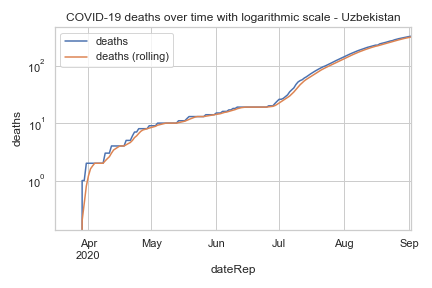 COVID-19 deaths over time with logarithmic scale - Uzbekistan
deaths
deaths (rolling)
10²
10¹
10⁰
deaths
Apr May Jun Jul Aug Sep
2020
dateRep